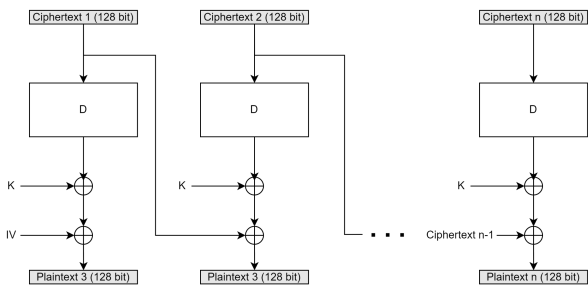 Ciphertext 1 (128 bit) Ciphertext 2 (128 bit) Ciphertext n (128 bit)
D D D
K K K
IV Ciphertext n-1
Plaintext 3 (128 bit) Plaintext 3 (128 bit) Plaintext n (128 bit)